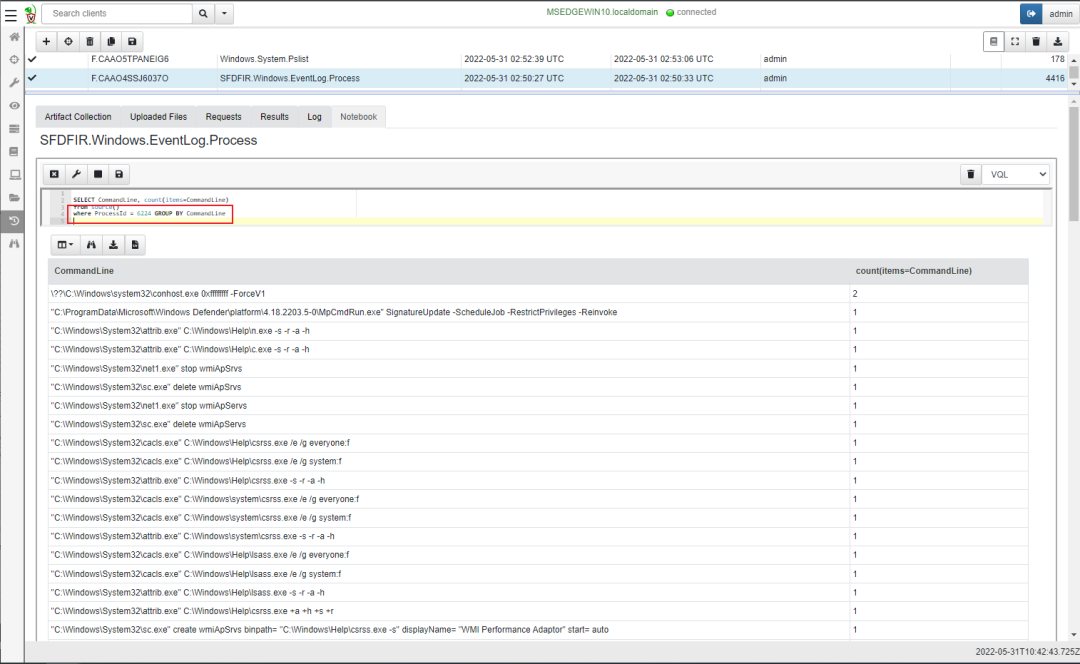 Search clients
MSEDGEWIN10.localdomain connected
admin
F.CAAO5TPANEIG6 Windows.System.Pslist 2022-05-31 02:52:39 UTC 2022-05-31 02:53:06 UTC admin 178
F.CAAO4SSJ6037O SFDFIR.Windows.EventLog.Process 2022-05-31 02:50:27 UTC 2022-05-31 02:50:33 UTC admin 4416
Artifact Collection Uploaded Files Requests Results Log Notebook
SFDFIR.Windows.EventLog.Process
VQL
1
2 SELECT CommandLine, count(items=CommandLine)
3 from source()
4 where ProcessId = 6224 GROUP BY CommandLine
5
CommandLine count(items=CommandLine)
\??\C:\Windows\system32\conhost.exe 0xffffffff -ForceV1 2
"C:\ProgramData\Microsoft\Windows Defender\platform\4.18.2203.5-0\MpCmdRun.exe" SignatureUpdate -ScheduleJob -RestrictPrivileges -Reinvoke 1
"C:\Windows\System32\attrib.exe" C:\Windows\Help\n.exe -s -r -a -h 1
"C:\Windows\System32\attrib.exe" C:\Windows\Help\c.exe -s -r -a -h 1
"C:\Windows\System32\net1.exe" stop wmiApSrvs 1
"C:\Windows\System32\sc.exe" delete wmiApSrvs 1
"C:\Windows\System32\net1.exe" stop wmiApServs 1
"C:\Windows\System32\sc.exe" delete wmiApServs 1
"C:\Windows\System32\cacls.exe" C:\Windows\Help\csrss.exe /e /g everyone:f 1
"C:\Windows\System32\cacls.exe" C:\Windows\Help\csrss.exe /e /g system:f 1
"C:\Windows\System32\attrib.exe" C:\Windows\Help\csrss.exe -s -r -a -h 1
"C:\Windows\System32\cacls.exe" C:\Windows\system\csrss.exe /e /g everyone:f 1
"C:\Windows\System32\cacls.exe" C:\Windows\system\csrss.exe /e /g system:f 1
"C:\Windows\System32\attrib.exe" C:\Windows\system\csrss.exe -s -r -a -h 1
"C:\Windows\System32\cacls.exe" C:\Windows\Help\lsass.exe /e /g everyone:f 1
"C:\Windows\System32\cacls.exe" C:\Windows\Help\lsass.exe /e /g system:f 1
"C:\Windows\System32\attrib.exe" C:\Windows\Help\lsass.exe -s -r -a -h 1
"C:\Windows\System32\attrib.exe" C:\Windows\Help\csrss.exe +a +h +s +r 1
"C:\Windows\System32\sc.exe" create wmiApSrvs binpath= "C:\Windows\Help\csrss.exe -s" displayName= "WMI Performance Adaptor" start= auto 1
2022-05-31T10:42:43.725Z